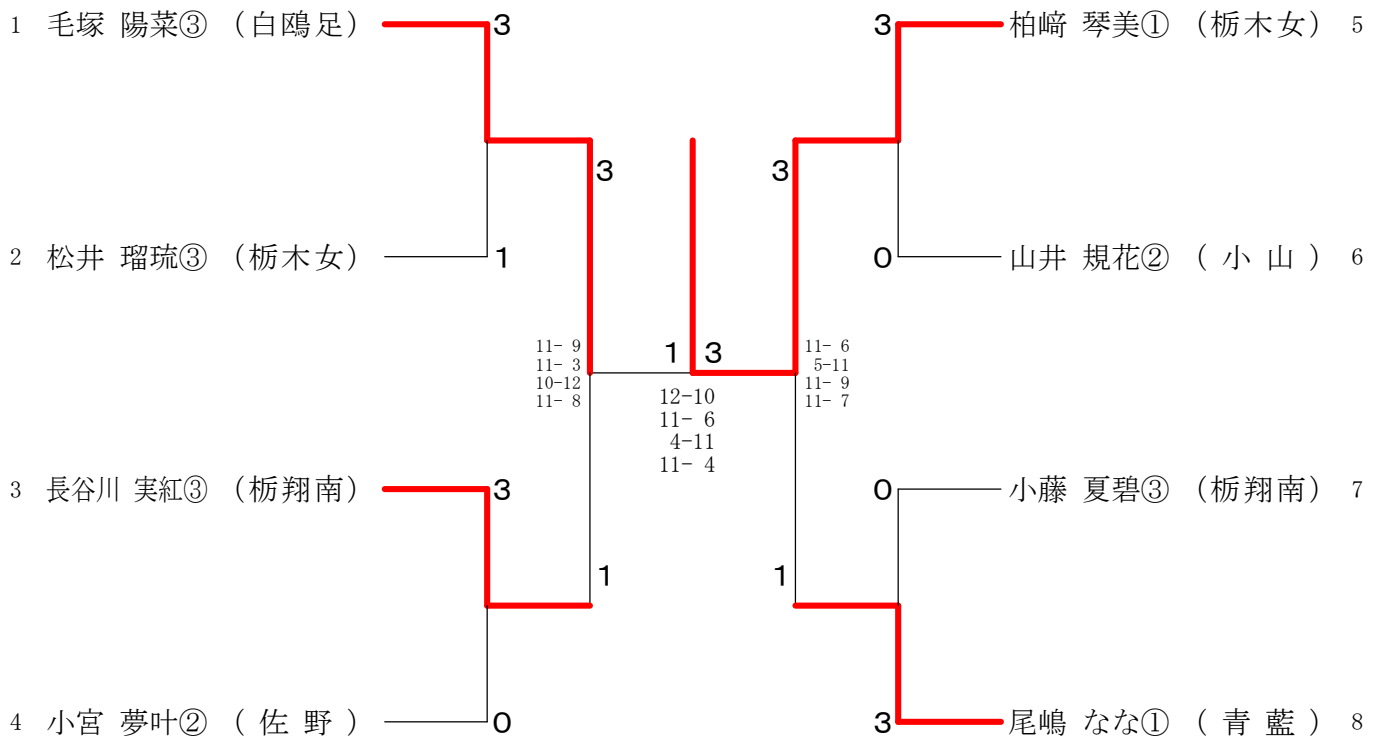 1 毛塚 陽菜③ (白鴎足) 3
3 柏﨑 琴美① (栃木女) 5
3
3
2 松井 瑠琉③ (栃木女) 1
0 山井 規花② ( 小 山 ) 6
11- 9
11- 3
10-12
11- 8
1 3
12-10
11- 6
4-11
11- 4
11- 6
5-11
11- 9
11- 7
3 長谷川 実紅③ (栃翔南) 3
0 小藤 夏碧③ (栃翔南) 7
1
1
4 小宮 夢叶② ( 佐 野 ) 0
3 尾嶋 なな① ( 青 藍 ) 8